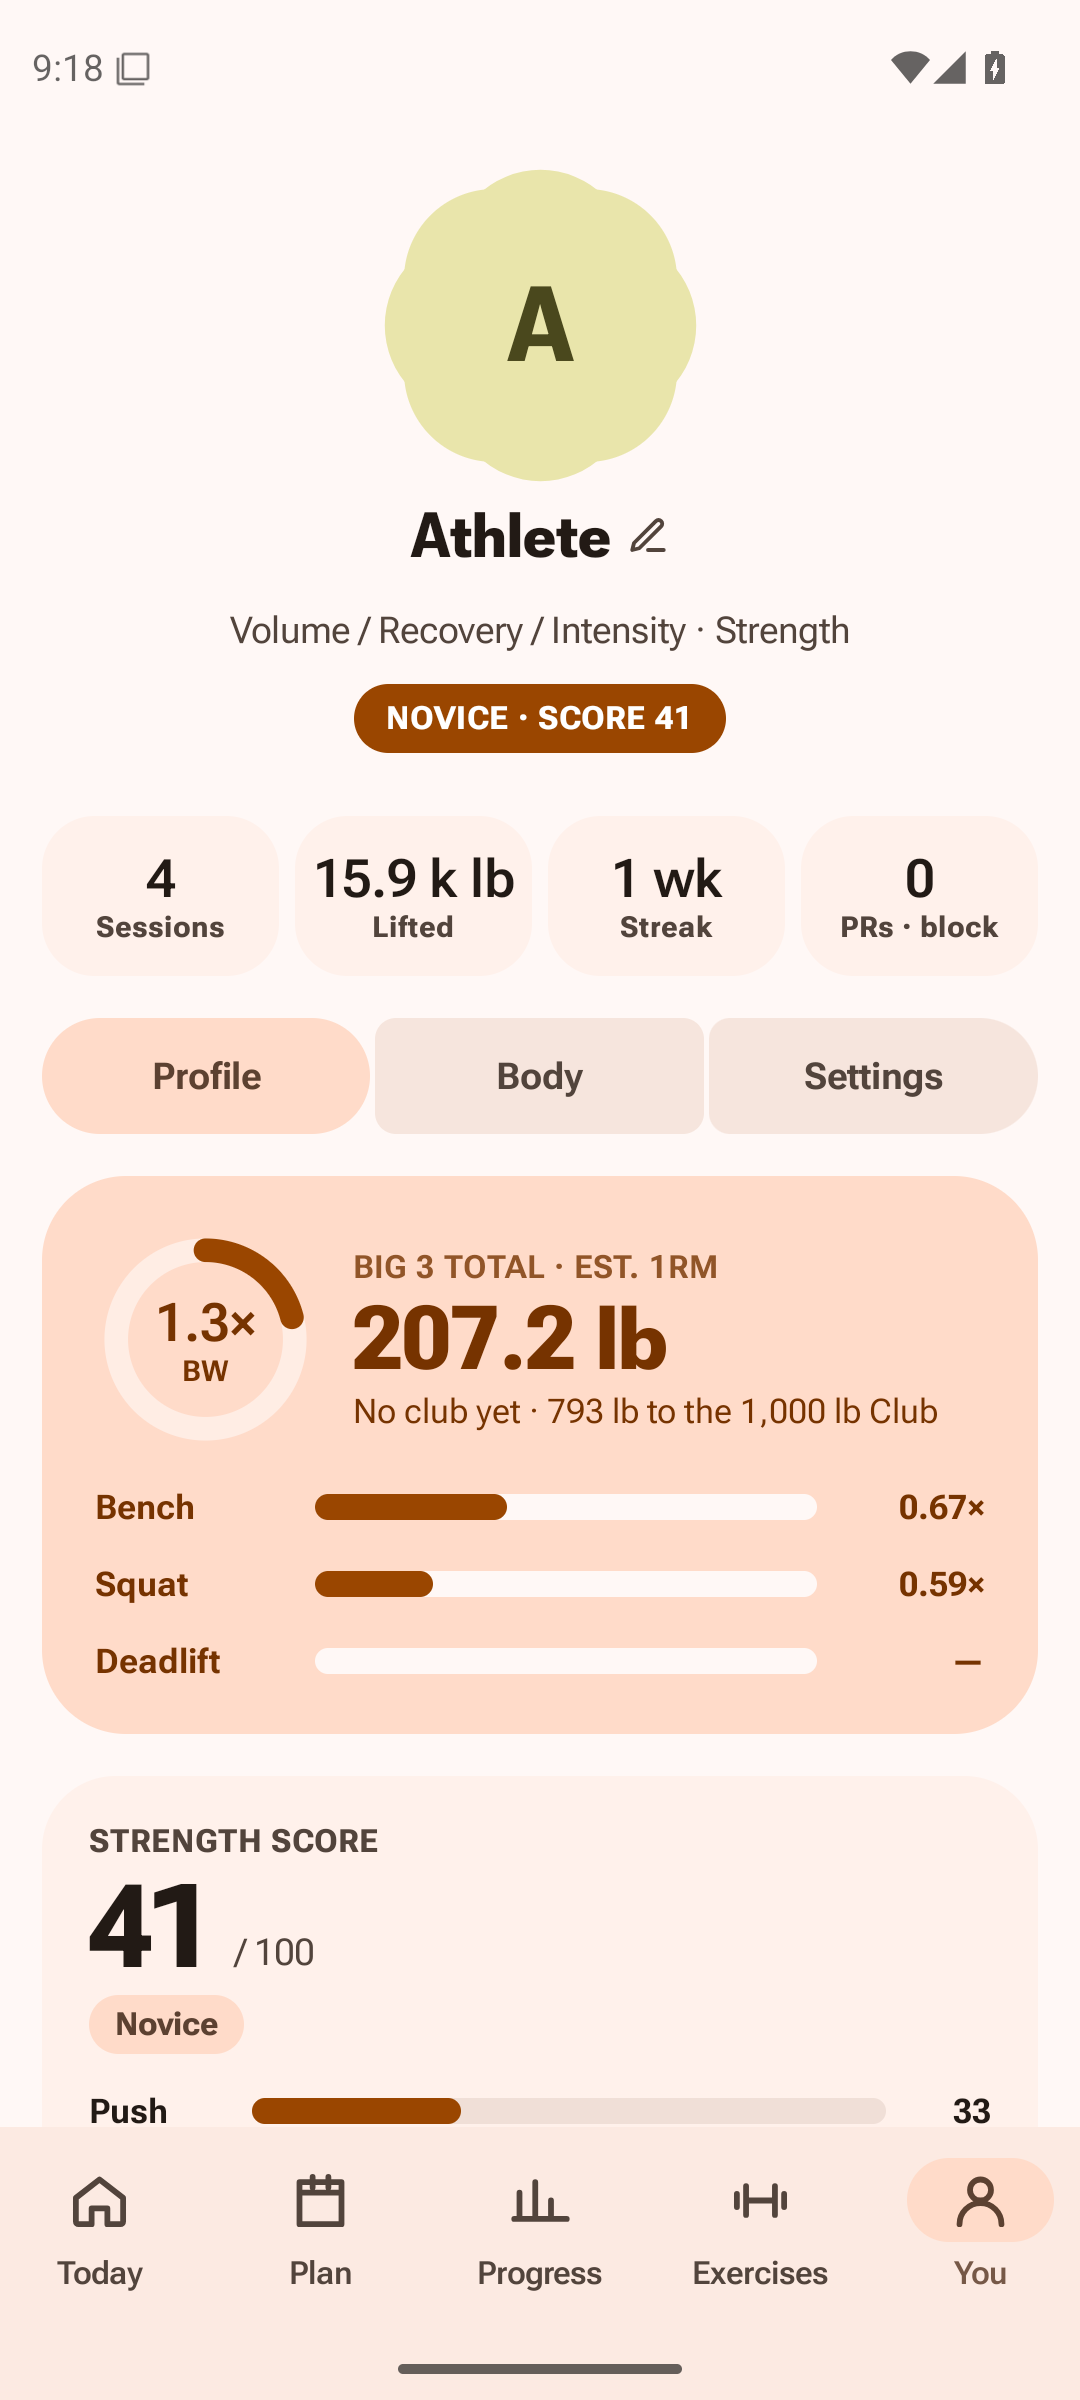 9:18
A
Athlete
Volume / Recovery / Intensity · Strength
NOVICE · SCORE 41
4
Sessions
15.9 k lb
Lifted
1 wk
Streak
0
PRs · block
Profile
Body
Settings
1.3×
BW
BIG 3 TOTAL · EST. 1RM
207.2 lb
No club yet · 793 lb to the 1,000 lb Club
Bench 0.67×
Squat 0.59×
Deadlift —
STRENGTH SCORE
41 / 100
Novice
Push 33
Today
Plan
Progress
Exercises
You